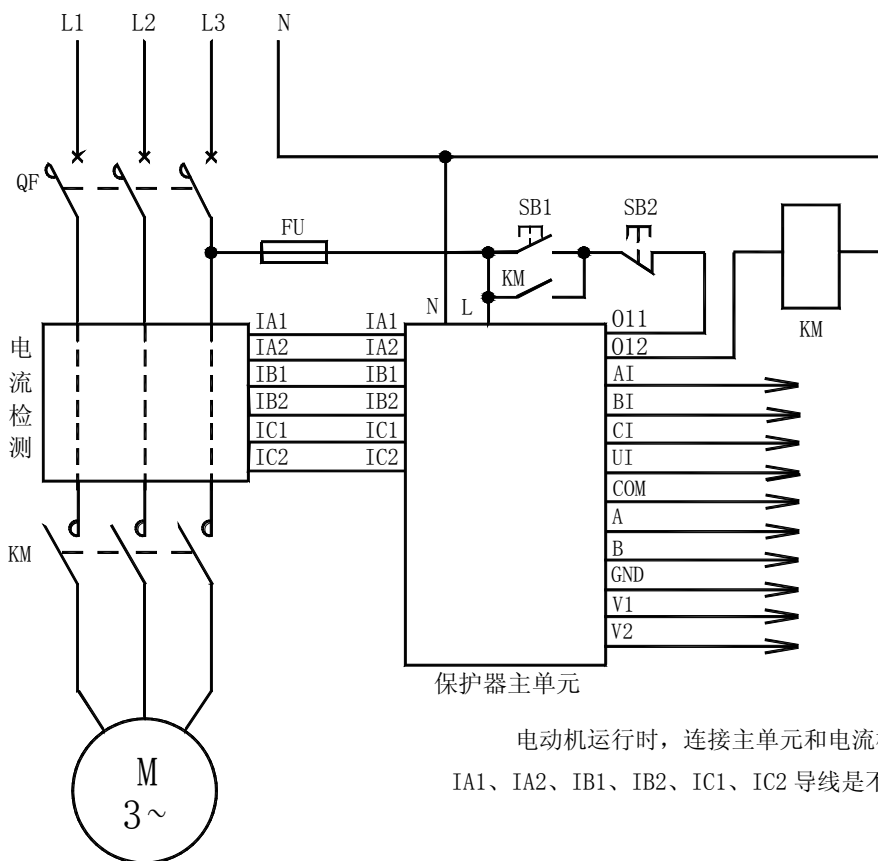 L1 L2 L3 N
QF
FU
SB1 SB2
KM
N L
KM
电流检测
IA1 IA1
IA2 IA2
IB1 IB1
IB2 IB2
IC1 IC1
IC2 IC2
O11
O12
AI
BI
CI
UI
COM
A
B
GND
V1
V2
KM
保护器主单元
M
3~
电动机运行时，连接主单元和电流
IA1、IA2、IB1、IB2、IC1、IC2 导线是不